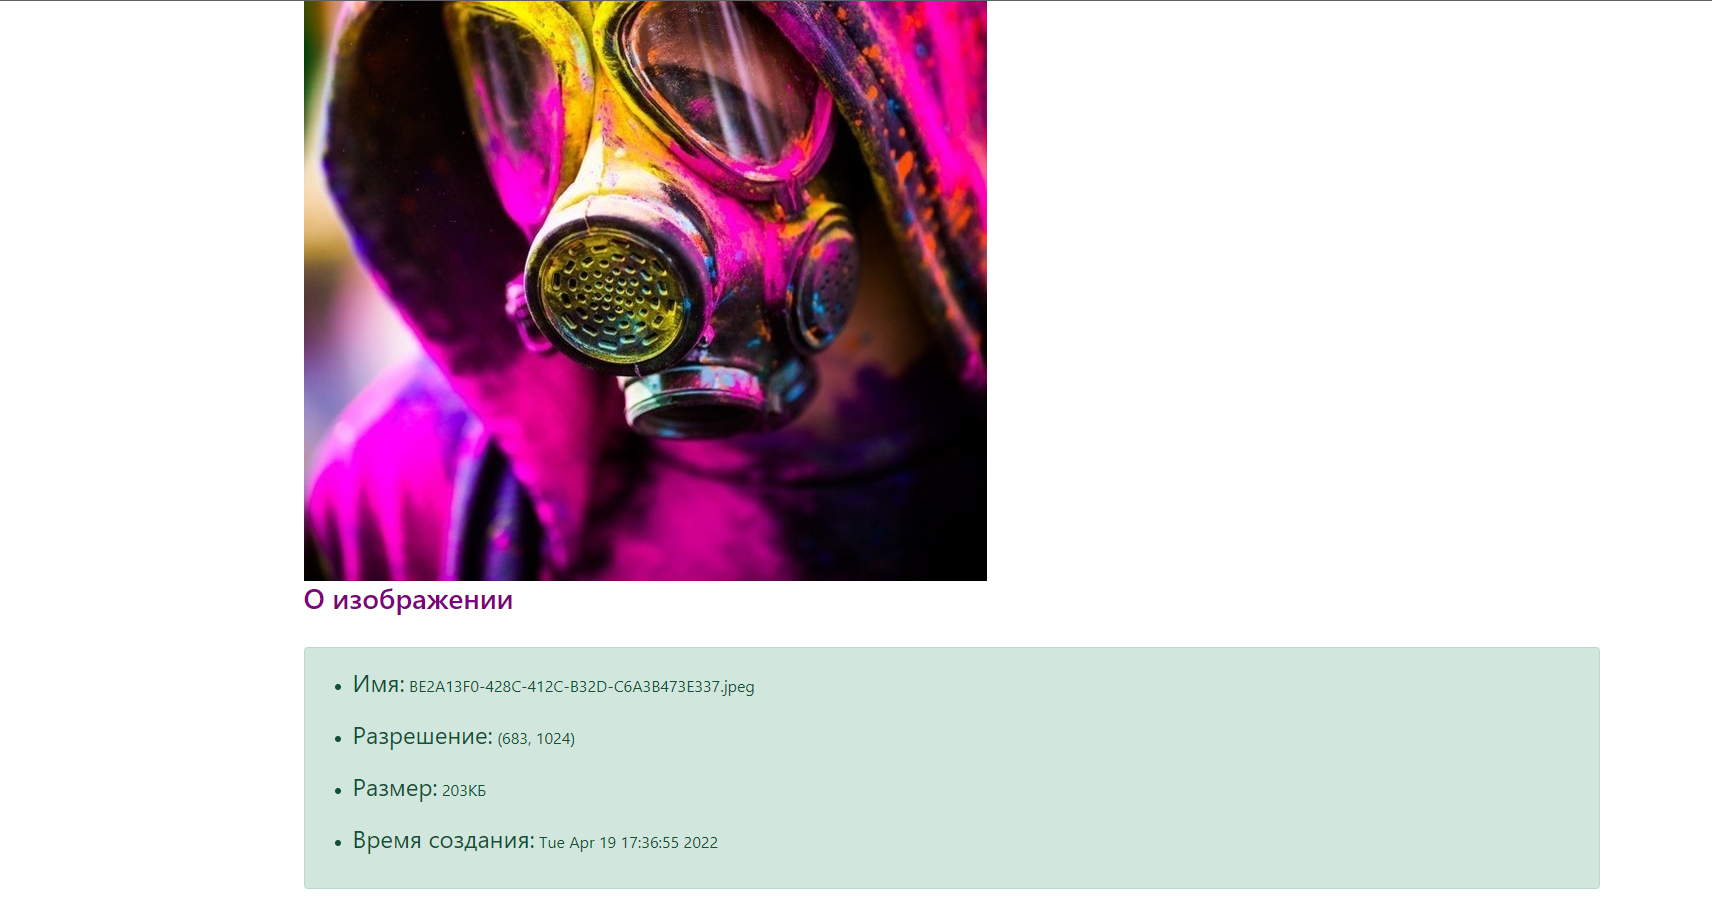 О изображении
Имя: BE2A13F0-428C-412C-B32D-C6A3B473E337.jpeg
Разрешение: (683, 1024)
Размер: 203КБ
Время создания: Tue Apr 19 17:36:55 2022